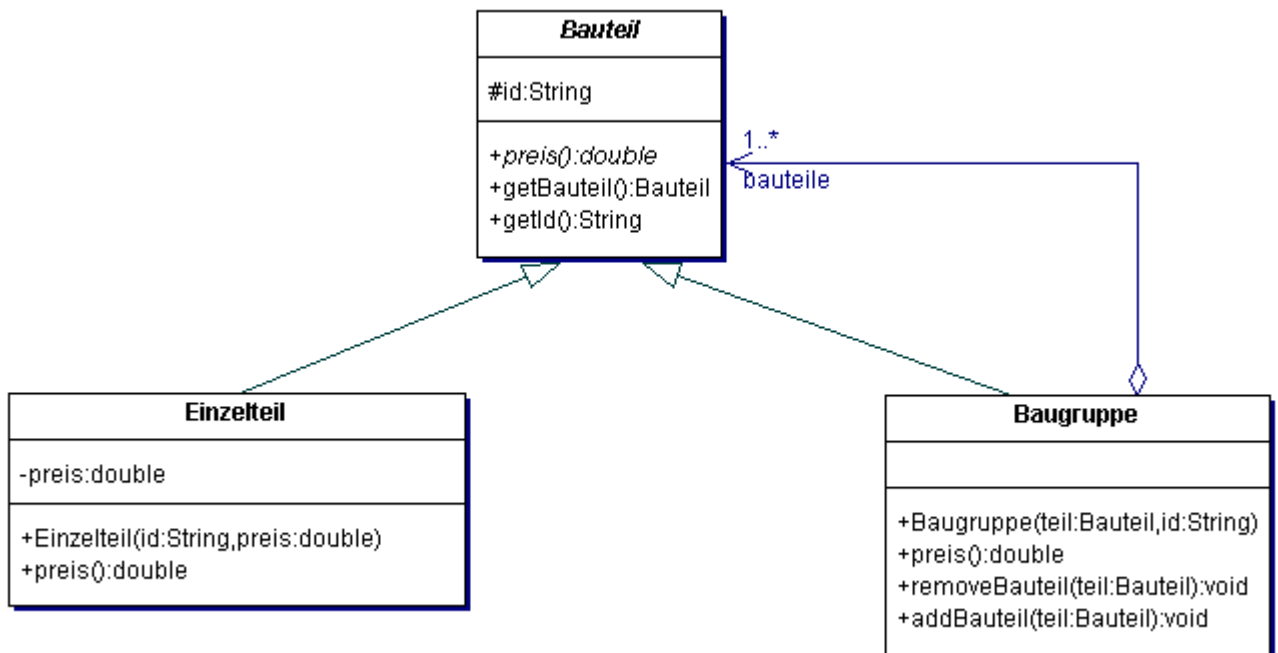 Bauteil
#id:String
+preis():double
+getBauteil():Bauteil
+getId():String
1..*
bauteile
Einzelteil
-preis:double
+Einzelteil(id:String,preis:double)
+preis():double
Baugruppe
+Baugruppe(teil:Bauteil,id:String)
+preis():double
+removeBauteil(teil:Bauteil):void
+addBauteil(teil:Bauteil):void